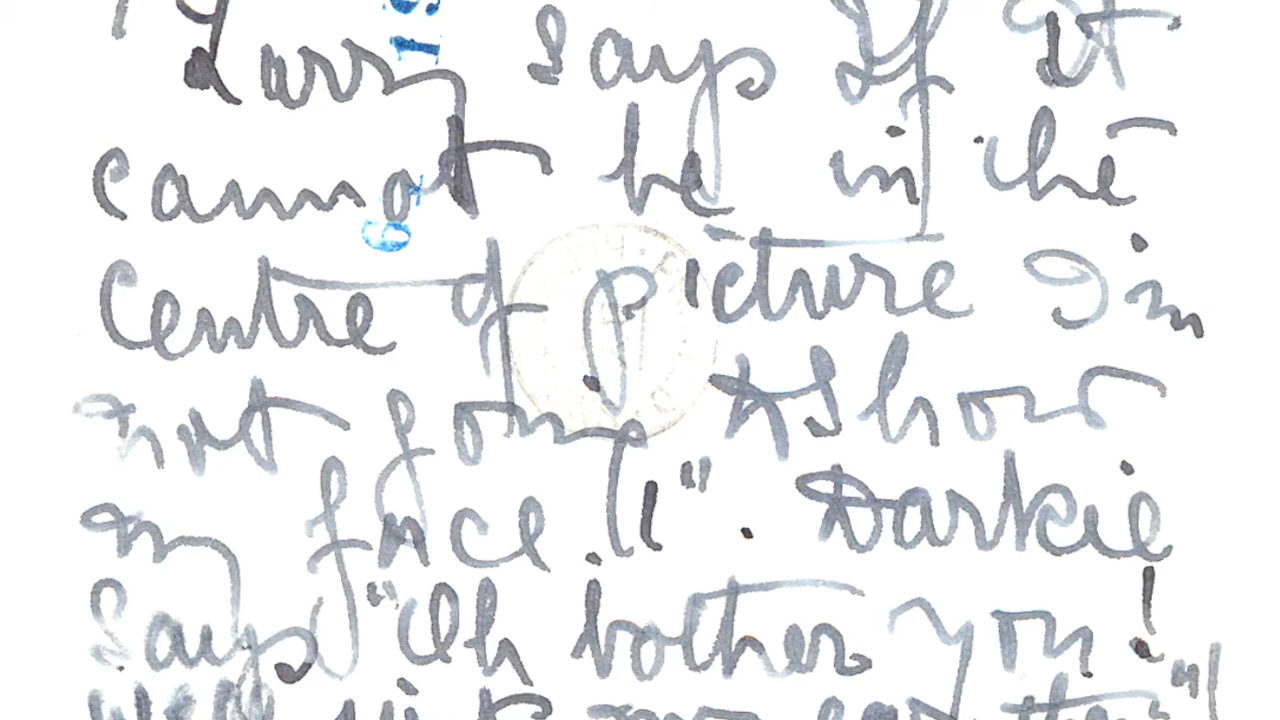 Larry says If it
cannot be in the
centre of picture I'm
not going to show
my face!!". Darkie
says "Oh bother you!